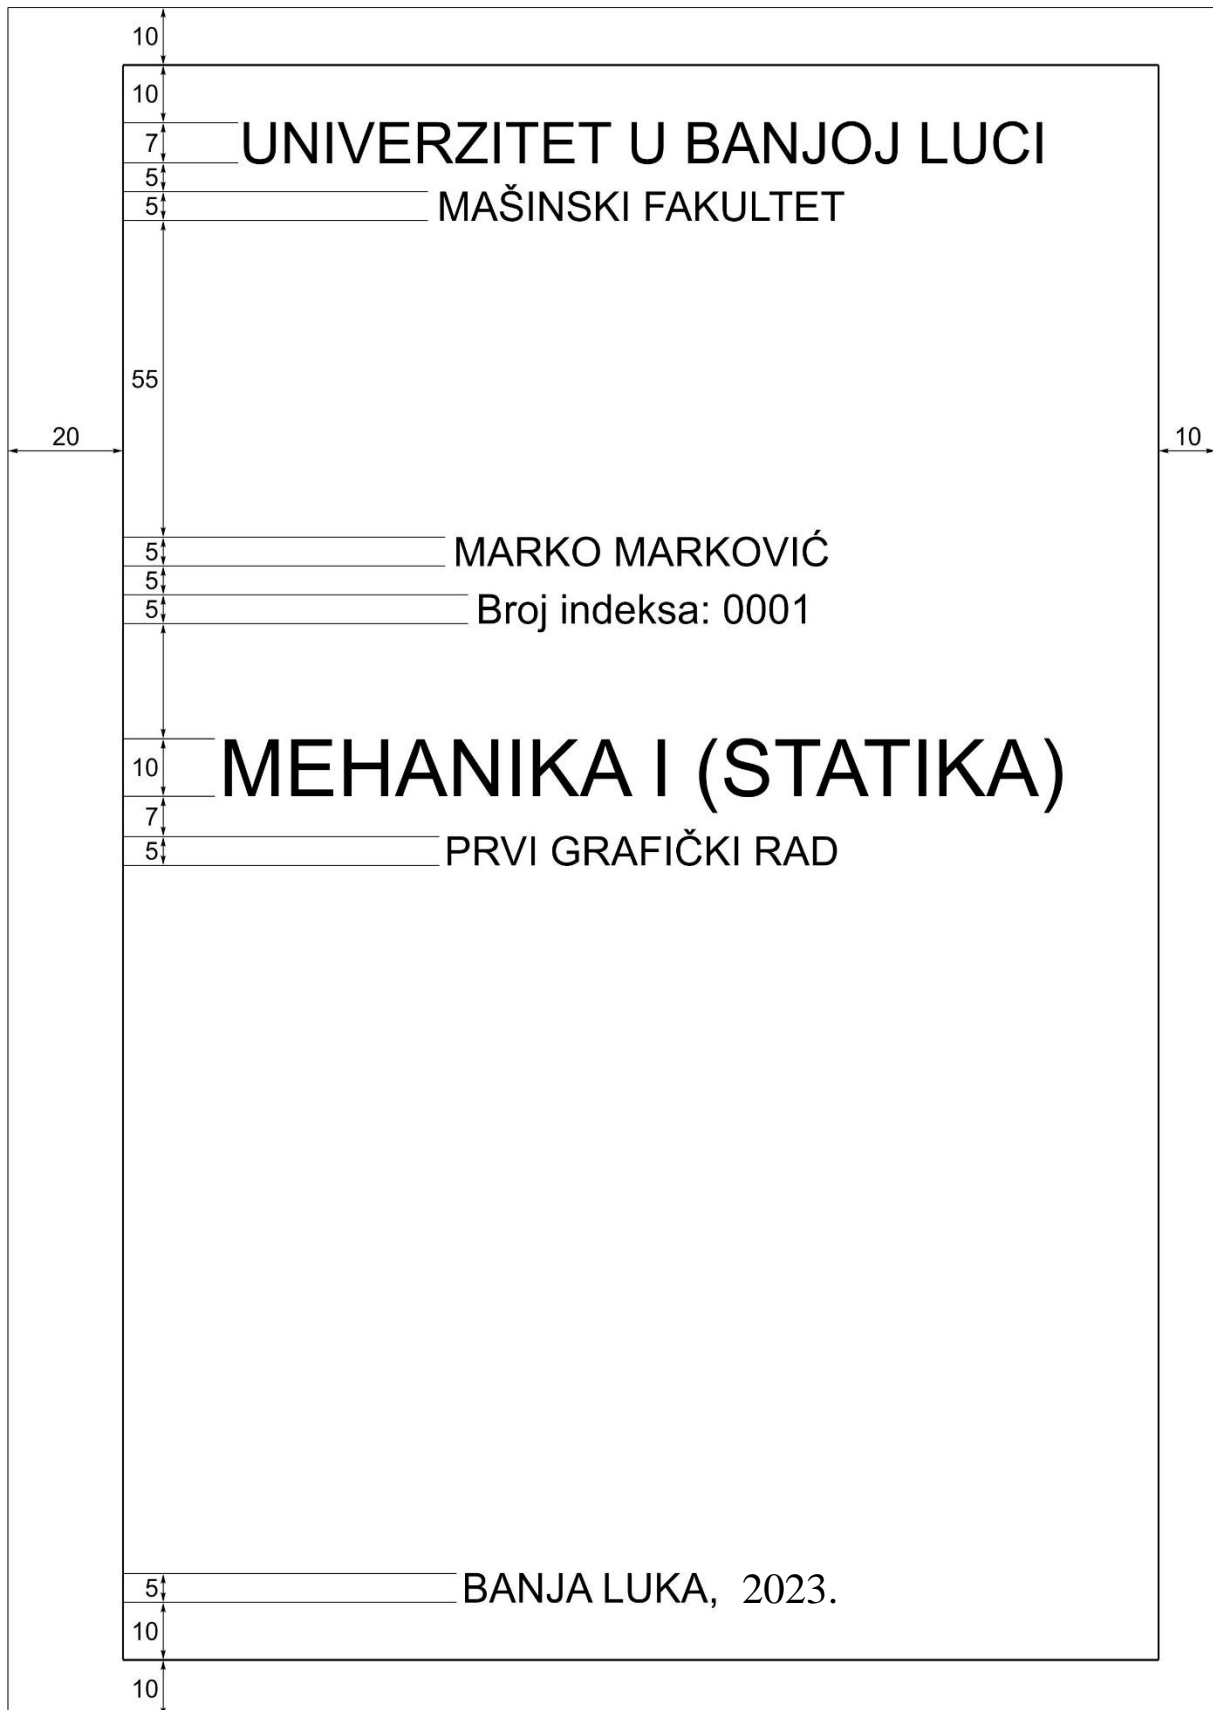 10
10
7 UNIVERZITET U BANJOJ LUCI
5
5 MAŠINSKI FAKULTET
55
20 10
5 MARKO MARKOVIĆ
5
5 Broj indeksa: 0001
10 MEHANIKA I (STATIKA)
7
5 PRVI GRAFIČKI RAD
5 BANJA LUKA, 2023.
10
10